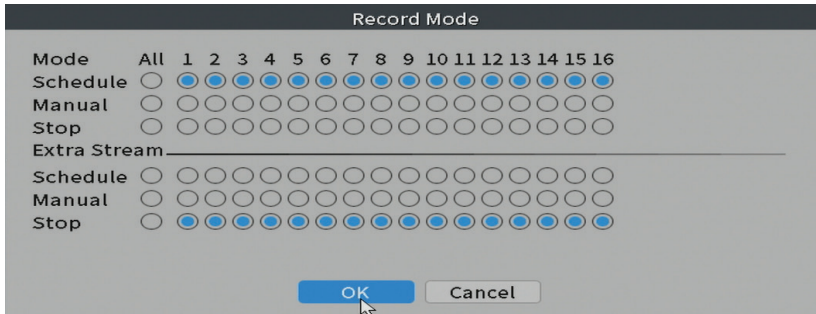 Record Mode
Mode All 1 2 3 4 5 6 7 8 9 10 11 12 13 14 15 16
Schedule
Manual
Stop
Extra Stream
Schedule
Manual
Stop
OK Cancel